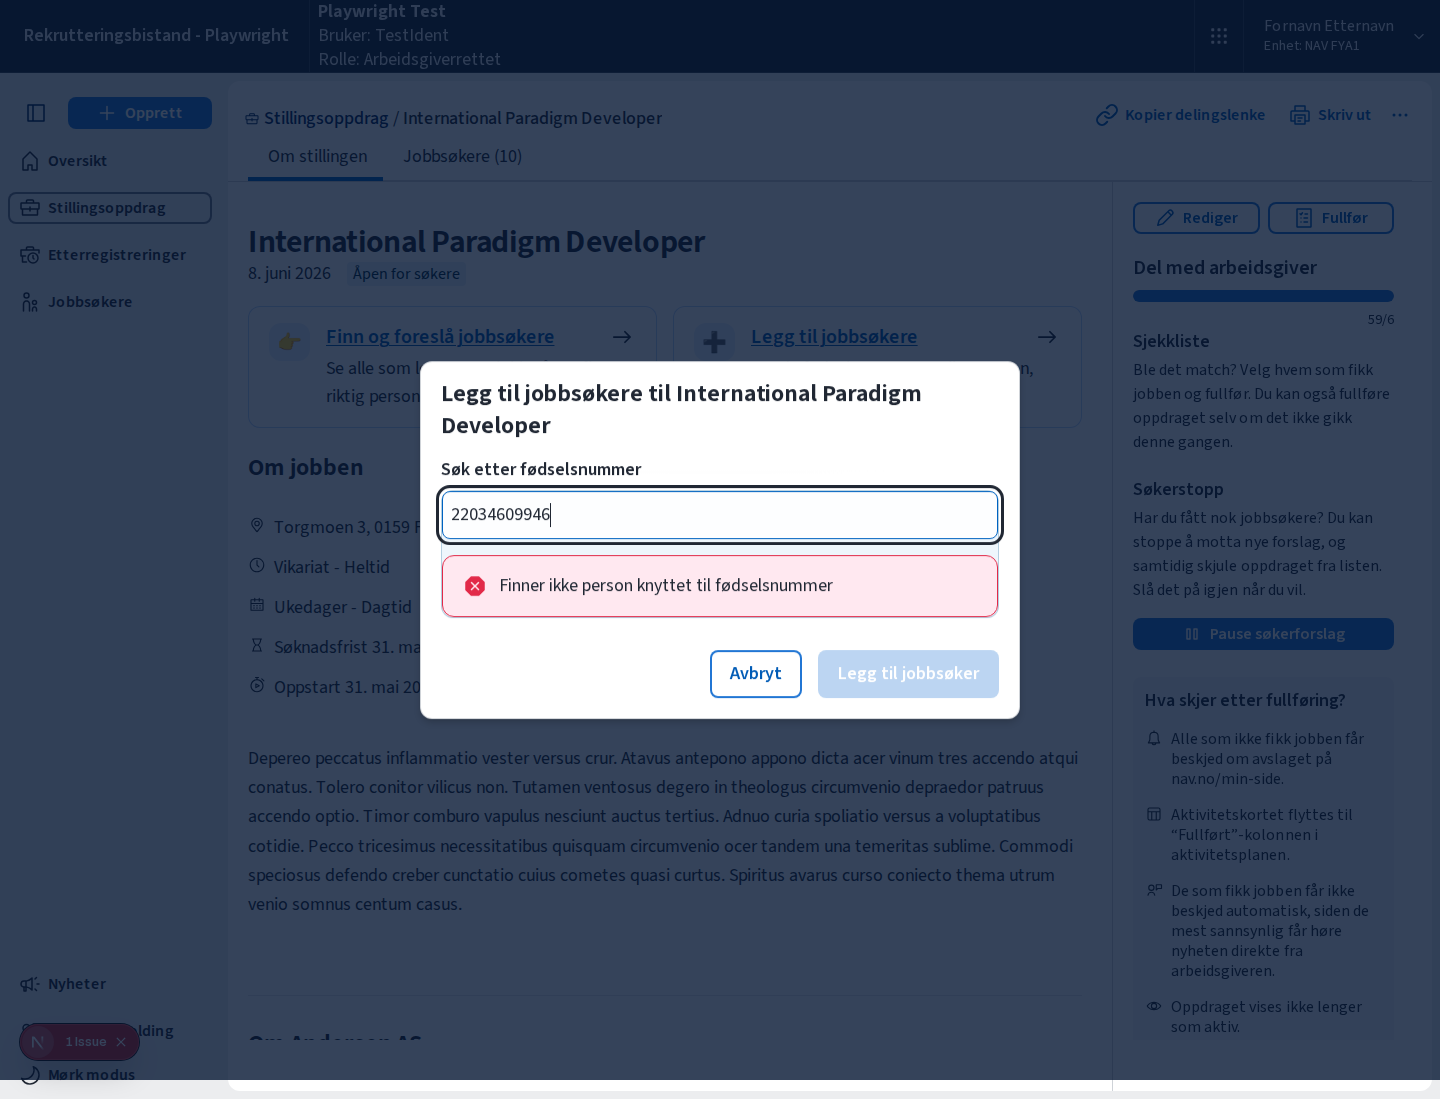 Rekrutteringsbistand - Playwright
Playwright Test
Bruker: TestIdent
Rolle: Arbeidsgiverrettet
Fornavn Etternavn
Enhet: NAV FYA1
Opprett
Oversikt
Stillingsoppdrag
Etterregistreringer
Jobbsøkere
Stillingsoppdrag / International Paradigm Developer
Kopier delingslenke
Skriv ut
Om stillingen
Jobbsøkere (10)
International Paradigm Developer
8. juni 2026
Åpen for søkere
Finn og foreslå jobbsøkere
Se alle som
riktig person
Legg til jobbsøkere
Om jobben
Torgmoen 3, 0159
Vikariat - Heltid
Ukedager - Dagtid
Søknadsfrist 31.
Oppstart 31. mai
Depereo peccatus inflammatio vester versus crur. Atavus antepono appono dicta acer vinum tres accendo atqui
conatus. Tolero conitor vilicus non. Tutamen ventosus degero in theologus circumvenio depraedor patruus
accendo optio. Timor comburo vapulus nesciunt auctus tertius. Adnuo curia spoliatio versus a voluptatibus
cotidie. Pecco tricesimus necessitatibus quisquam circumvenio ocer tandem una temeritas sublime. Commodi
speciosus defendo creber cunctatio cuius cometes quasi curtus. Spiritus avarus curso coniecto thema utrum
venio somnus centum casus.
Legg til jobbsøkere til International Paradigm
Developer
Søk etter fødselsnummer
22034609946
Finner ikke person knyttet til fødselsnummer
Avbryt
Legg til jobbsøker
Rediger
Fullfør
Del med arbeidsgiver
59/6
Sjekkliste
Ble det match? Velg hvem som fikk
jobben og fullfør. Du kan også fullføre
oppdraget selv om det ikke gikk
denne gangen.
Søkerstopp
Har du fått nok jobbsøkere? Du kan
stoppe å motta nye forslag, og
samtidig skjule oppdraget fra listen.
Slå det på igjen når du vil.
Pause søkerforslag
Hva skjer etter fullføring?
Alle som ikke fikk jobben får
beskjed om avslaget på
nav.no/min-side.
Aktivitetskortet flyttes til
“Fullført”-kolonnen i
aktivitetsplanen.
De som fikk jobben får ikke
beskjed automatisk, siden de
mest sannsynlig får høre
nyheten direkte fra
arbeidsgiveren.
Oppdraget vises ikke lenger
som aktiv.
Nyheter
1 Issue
Mørk modus